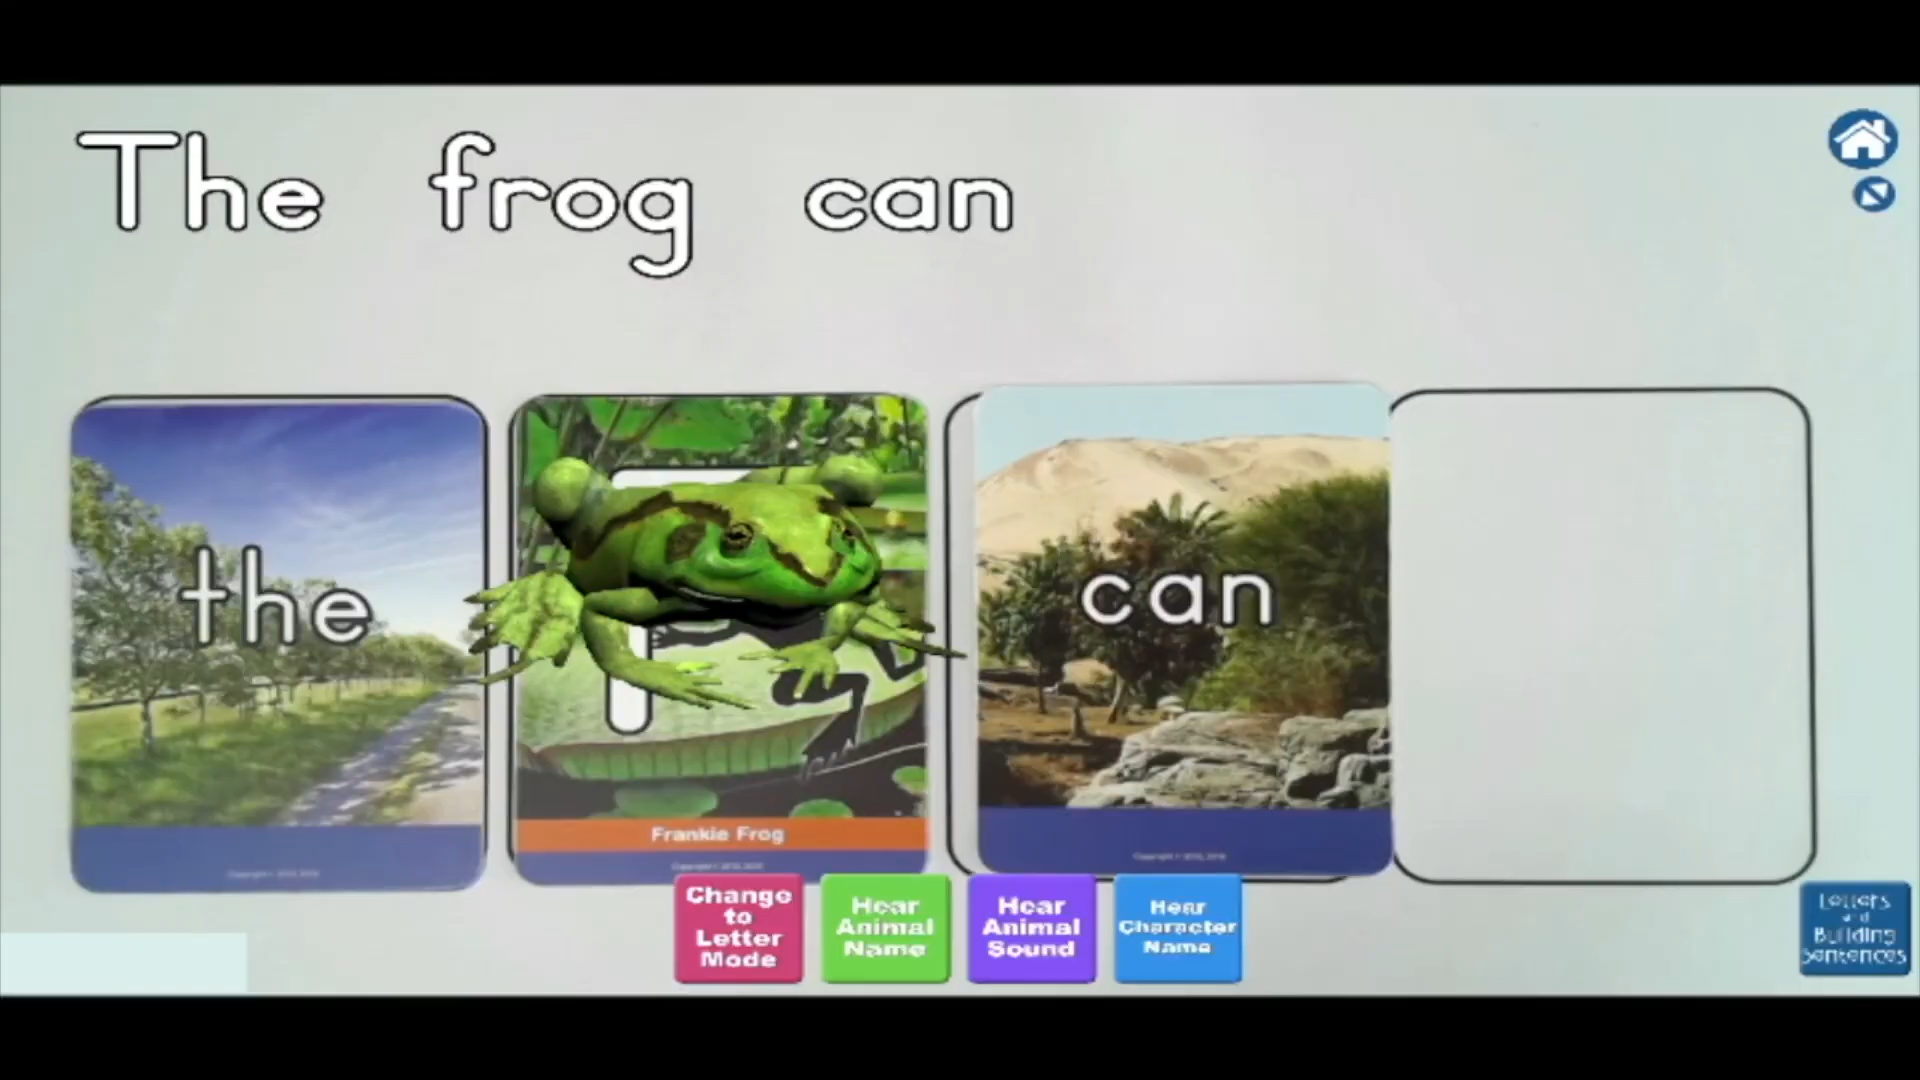 The frog can
the
can
Frankie Frog
Change
to
Letter
Mode
Hear
Animal
Name
Hear
Animal
Sound
Hear
Character
Name
Letters
and
Building
Sentences